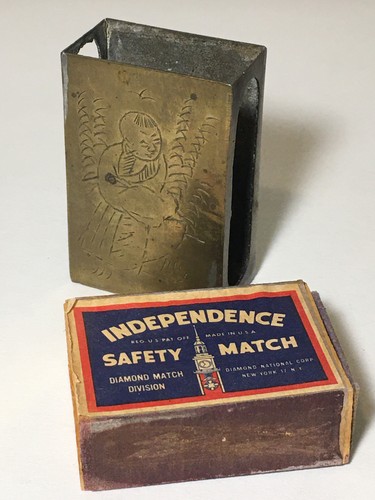 INDEPENDENCE
REG. U.S. PAT. OFF. MADE IN U.S.A.
SAFETY MATCH
DIAMOND MATCH
DIVISION
DIAMOND NATIONAL CORP.
NEW YORK 17, N.Y.